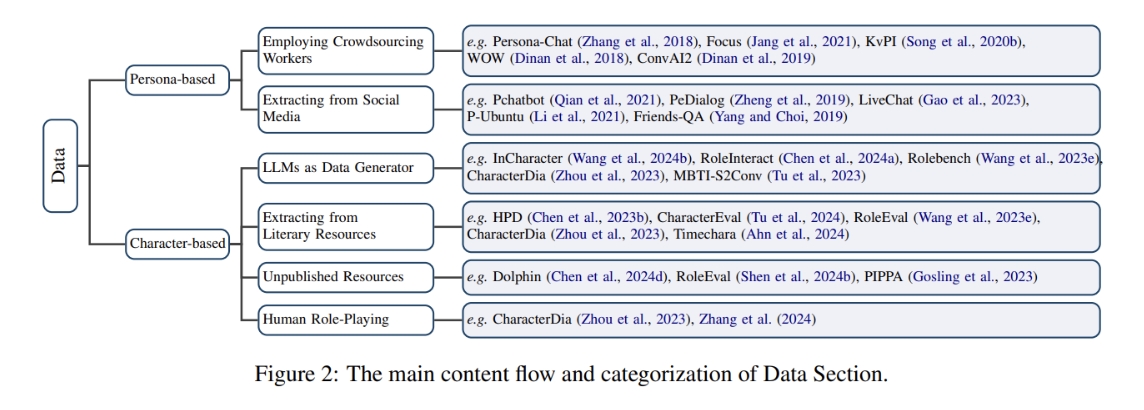 Data
Persona-based
Employing Crowdsourcing
Workers
e.g. Persona-Chat (Zhang et al., 2018), Focus (Jang et al., 2021), KvPI (Song et al., 2020b),
WOW (Dinan et al., 2018), ConvAI2 (Dinan et al., 2019)
Extracting from Social
Media
e.g. Pchatbot (Qian et al., 2021), PeDialog (Zheng et al., 2019), LiveChat (Gao et al., 2023),
P-Ubuntu (Li et al., 2021), Friends-QA (Yang and Choi, 2019)
Character-based
LLMs as Data Generator
e.g. InCharacter (Wang et al., 2024b), RoleInteract (Chen et al., 2024a), Rolebench (Wang et al., 2023e),
CharacterDia (Zhou et al., 2023), MBTI-S2Conv (Tu et al., 2023)
Extracting from
Literary Resources
e.g. HPD (Chen et al., 2023b), CharacterEval (Tu et al., 2024), RoleEval (Wang et al., 2023e),
CharacterDia (Zhou et al., 2023), Timechara (Ahn et al., 2024)
Unpublished Resources
e.g. Dolphin (Chen et al., 2024d), RoleEval (Shen et al., 2024b), PIPPA (Gosling et al., 2023)
Human Role-Playing
e.g. CharacterDia (Zhou et al., 2023), Zhang et al. (2024)
Figure 2: The main content flow and categorization of Data Section.